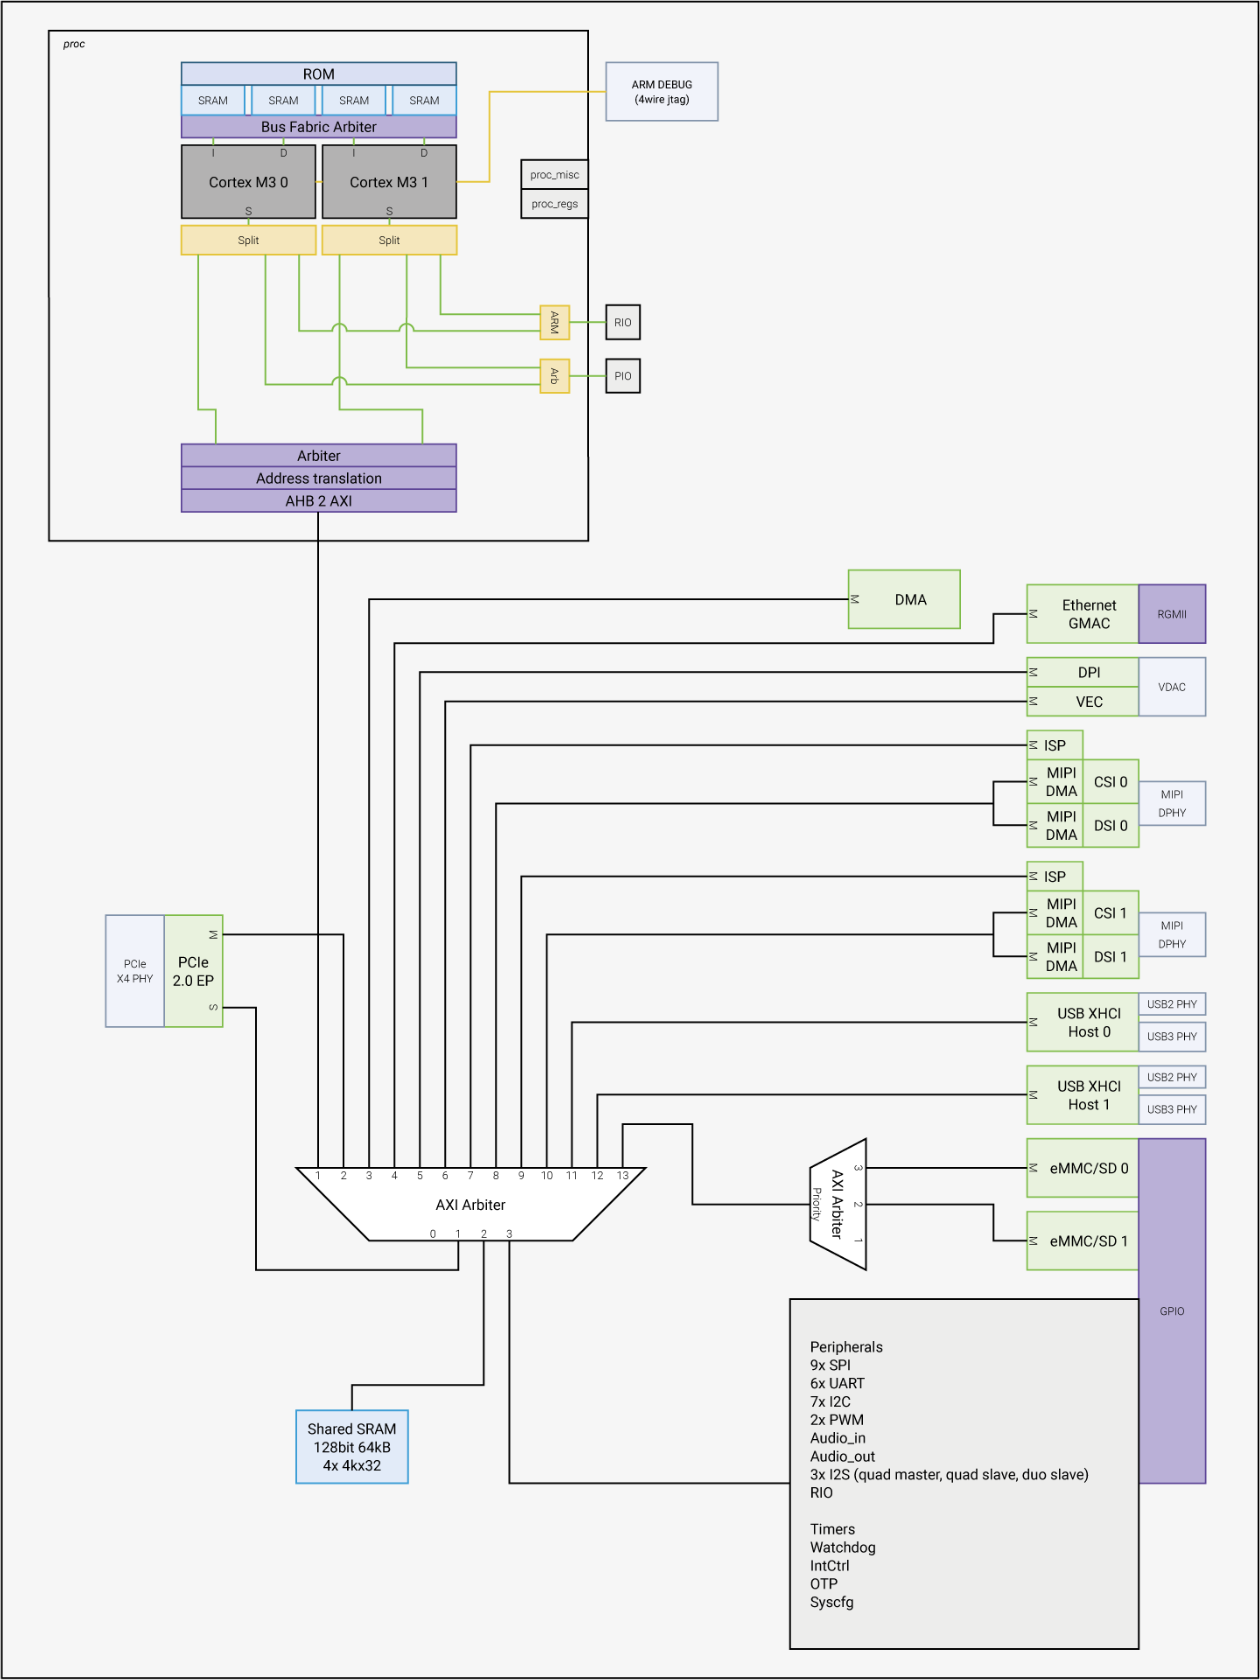 proc
ROM
SRAM SRAM SRAM SRAM
Bus Fabric Arbiter
I D I D
Cortex M3 0
Cortex M3 1
S S
Split Split
ARM DEBUG
(4wire jtag)
proc_misc
proc_regs
ARM
RIO
Arb
PIO
Arbiter
Address translation
AHB 2 AXI
M DMA
M Ethernet
GMAC
RGMII
M DPI
M VEC
VDAC
M ISP
M MIPI
DMA
CSI 0
M MIPI
DMA
DSI 0
MIPI
DPHY
M ISP
M MIPI
DMA
CSI 1
M MIPI
DMA
DSI 1
MIPI
DPHY
PCIe
X4 PHY
PCIe
2.0 EP
M
S
M USB XHCI
Host 0
USB2 PHY
USB3 PHY
M USB XHCI
Host 1
USB2 PHY
USB3 PHY
1 2 3 4 5 6 7 8 9 10 11 12 13
AXI Arbiter
0 1 2 3
3 2 1
AXI Arbiter
Priority
M eMMC/SD 0
M eMMC/SD 1
GPIO
Shared SRAM
128bit 64kB
4x 4kx32
Peripherals
9x SPI
6x UART
7x I2C
2x PWM
Audio_in
Audio_out
3x I2S (quad master, quad slave, duo slave)
RIO
Timers
Watchdog
IntCtrl
OTP
Syscfg